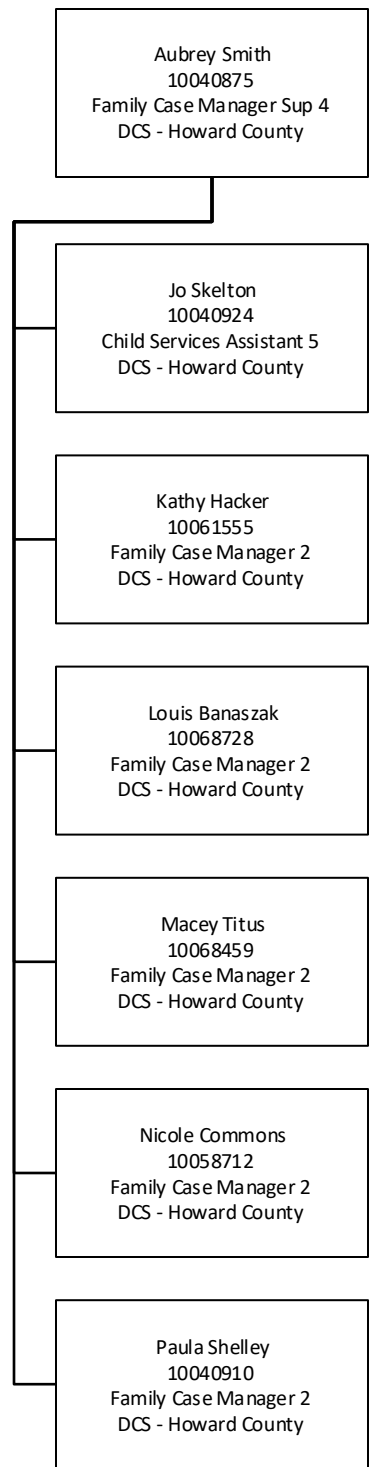 Aubrey Smith
10040875
Family Case Manager Sup 4
DCS - Howard County
Jo Skelton
10040924
Child Services Assistant 5
DCS - Howard County
Kathy Hacker
10061555
Family Case Manager 2
DCS - Howard County
Louis Banaszak
10068728
Family Case Manager 2
DCS - Howard County
Macey Titus
10068459
Family Case Manager 2
DCS - Howard County
Nicole Commons
10058712
Family Case Manager 2
DCS - Howard County
Paula Shelley
10040910
Family Case Manager 2
DCS - Howard County